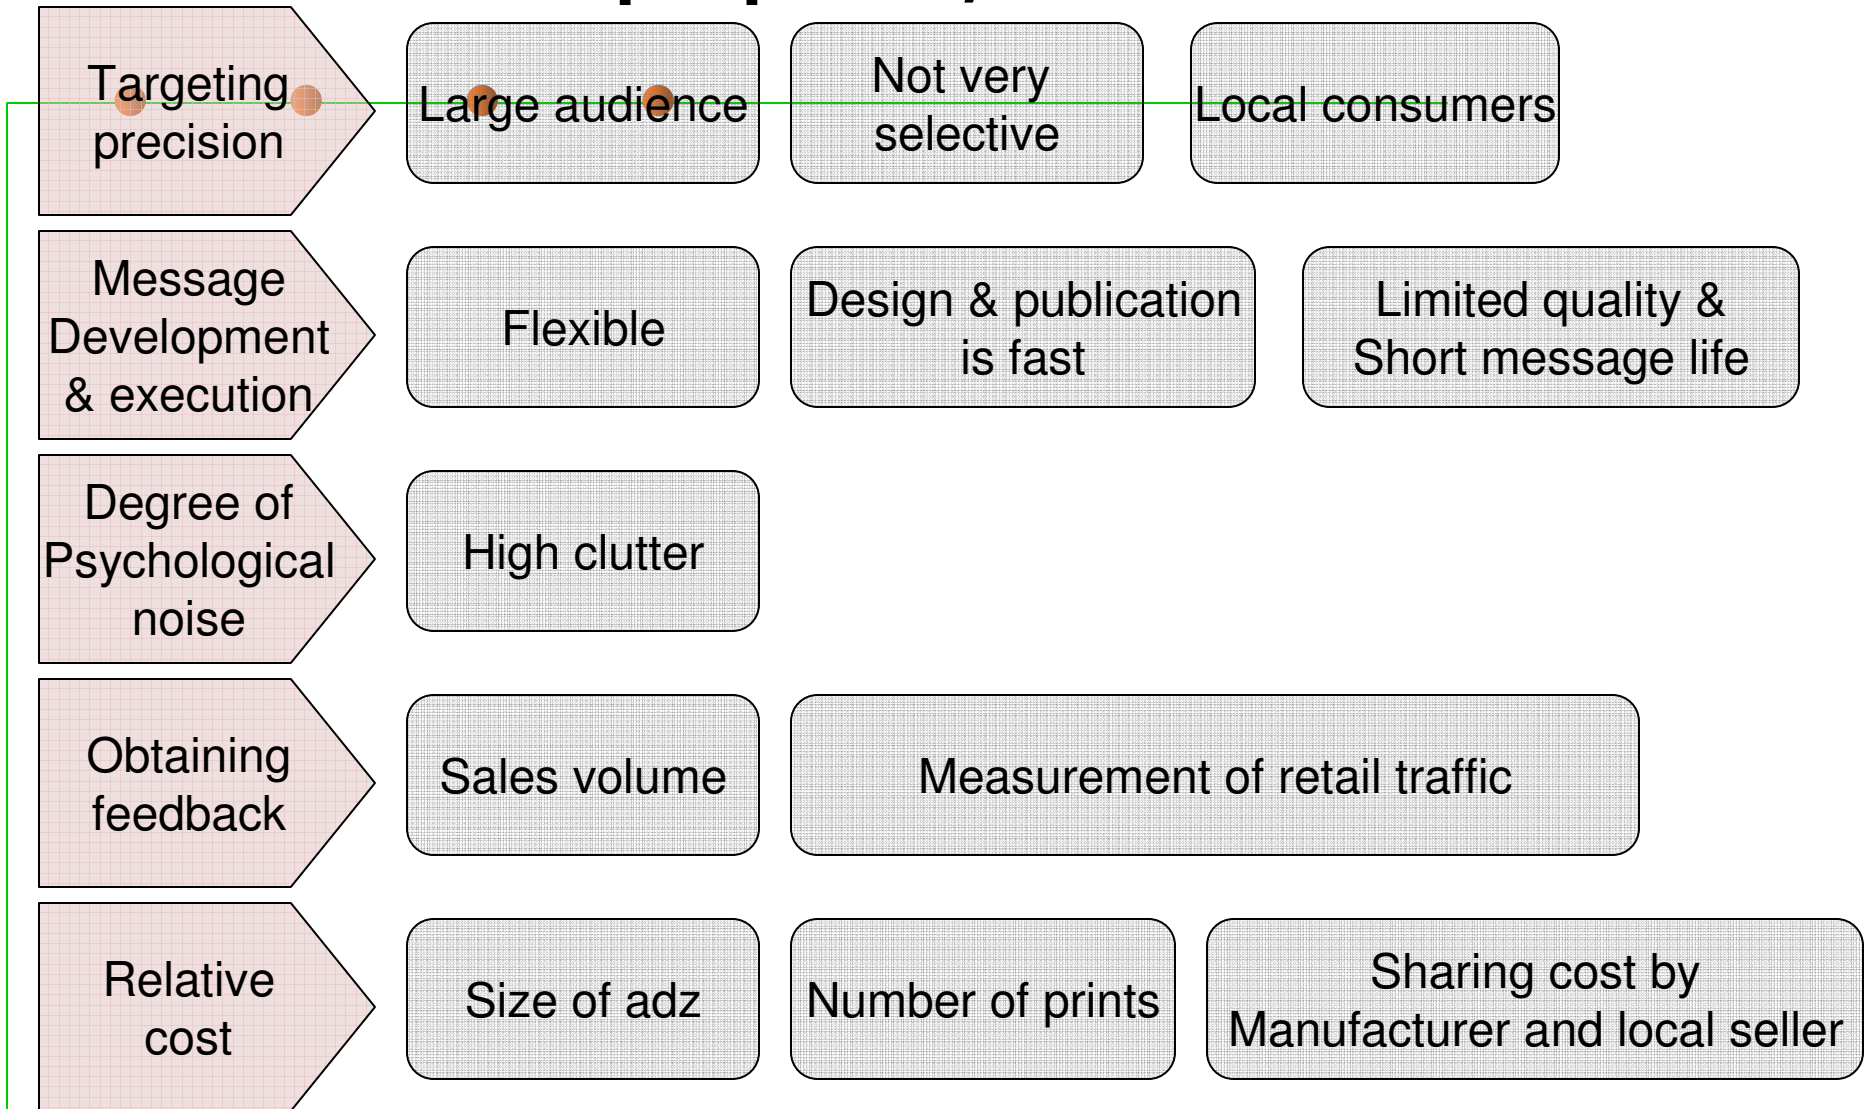 Targeting
precision
Large audience
Not very
selective
Local consumers
Message
Development
& execution
Flexible
Design & publication
is fast
Limited quality &
Short message life
Degree of
Psychological
noise
High clutter
Obtaining
feedback
Sales volume
Measurement of retail traffic
Relative
cost
Size of adz
Number of prints
Sharing cost by
Manufacturer and local seller